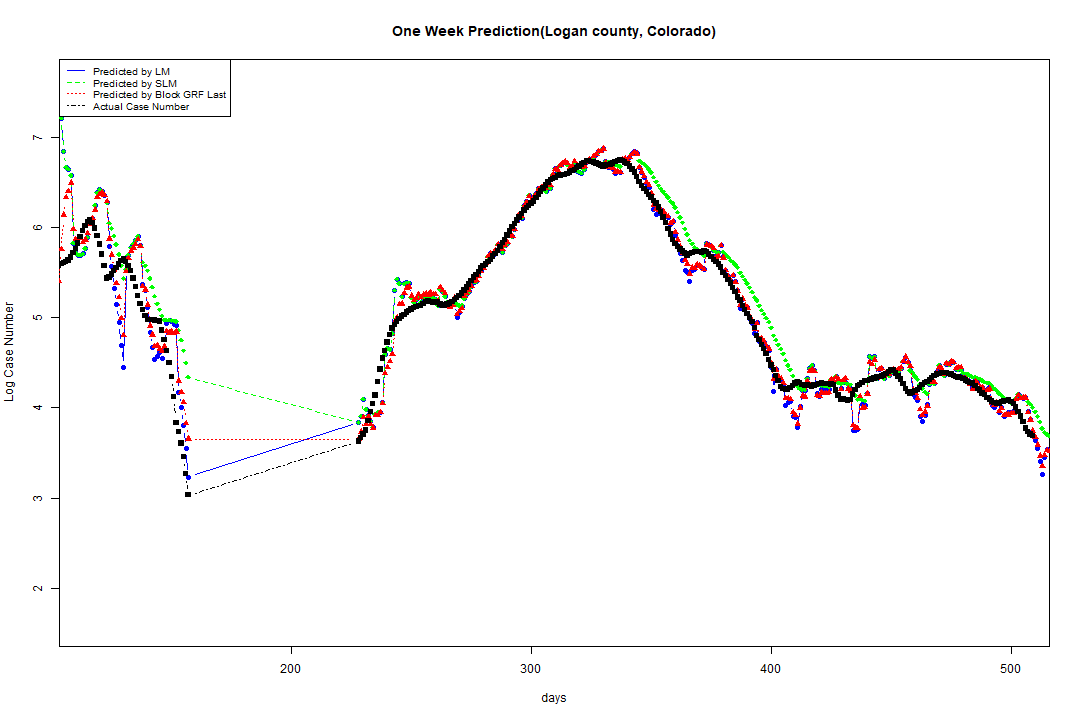 One Week Prediction(Logan county, Colorado)
Predicted by LM
Predicted by SLM
Predicted by Block GRF Last
Actual Case Number
7
6
5
4
3
2
Log Case Number
200
300
400
500
days